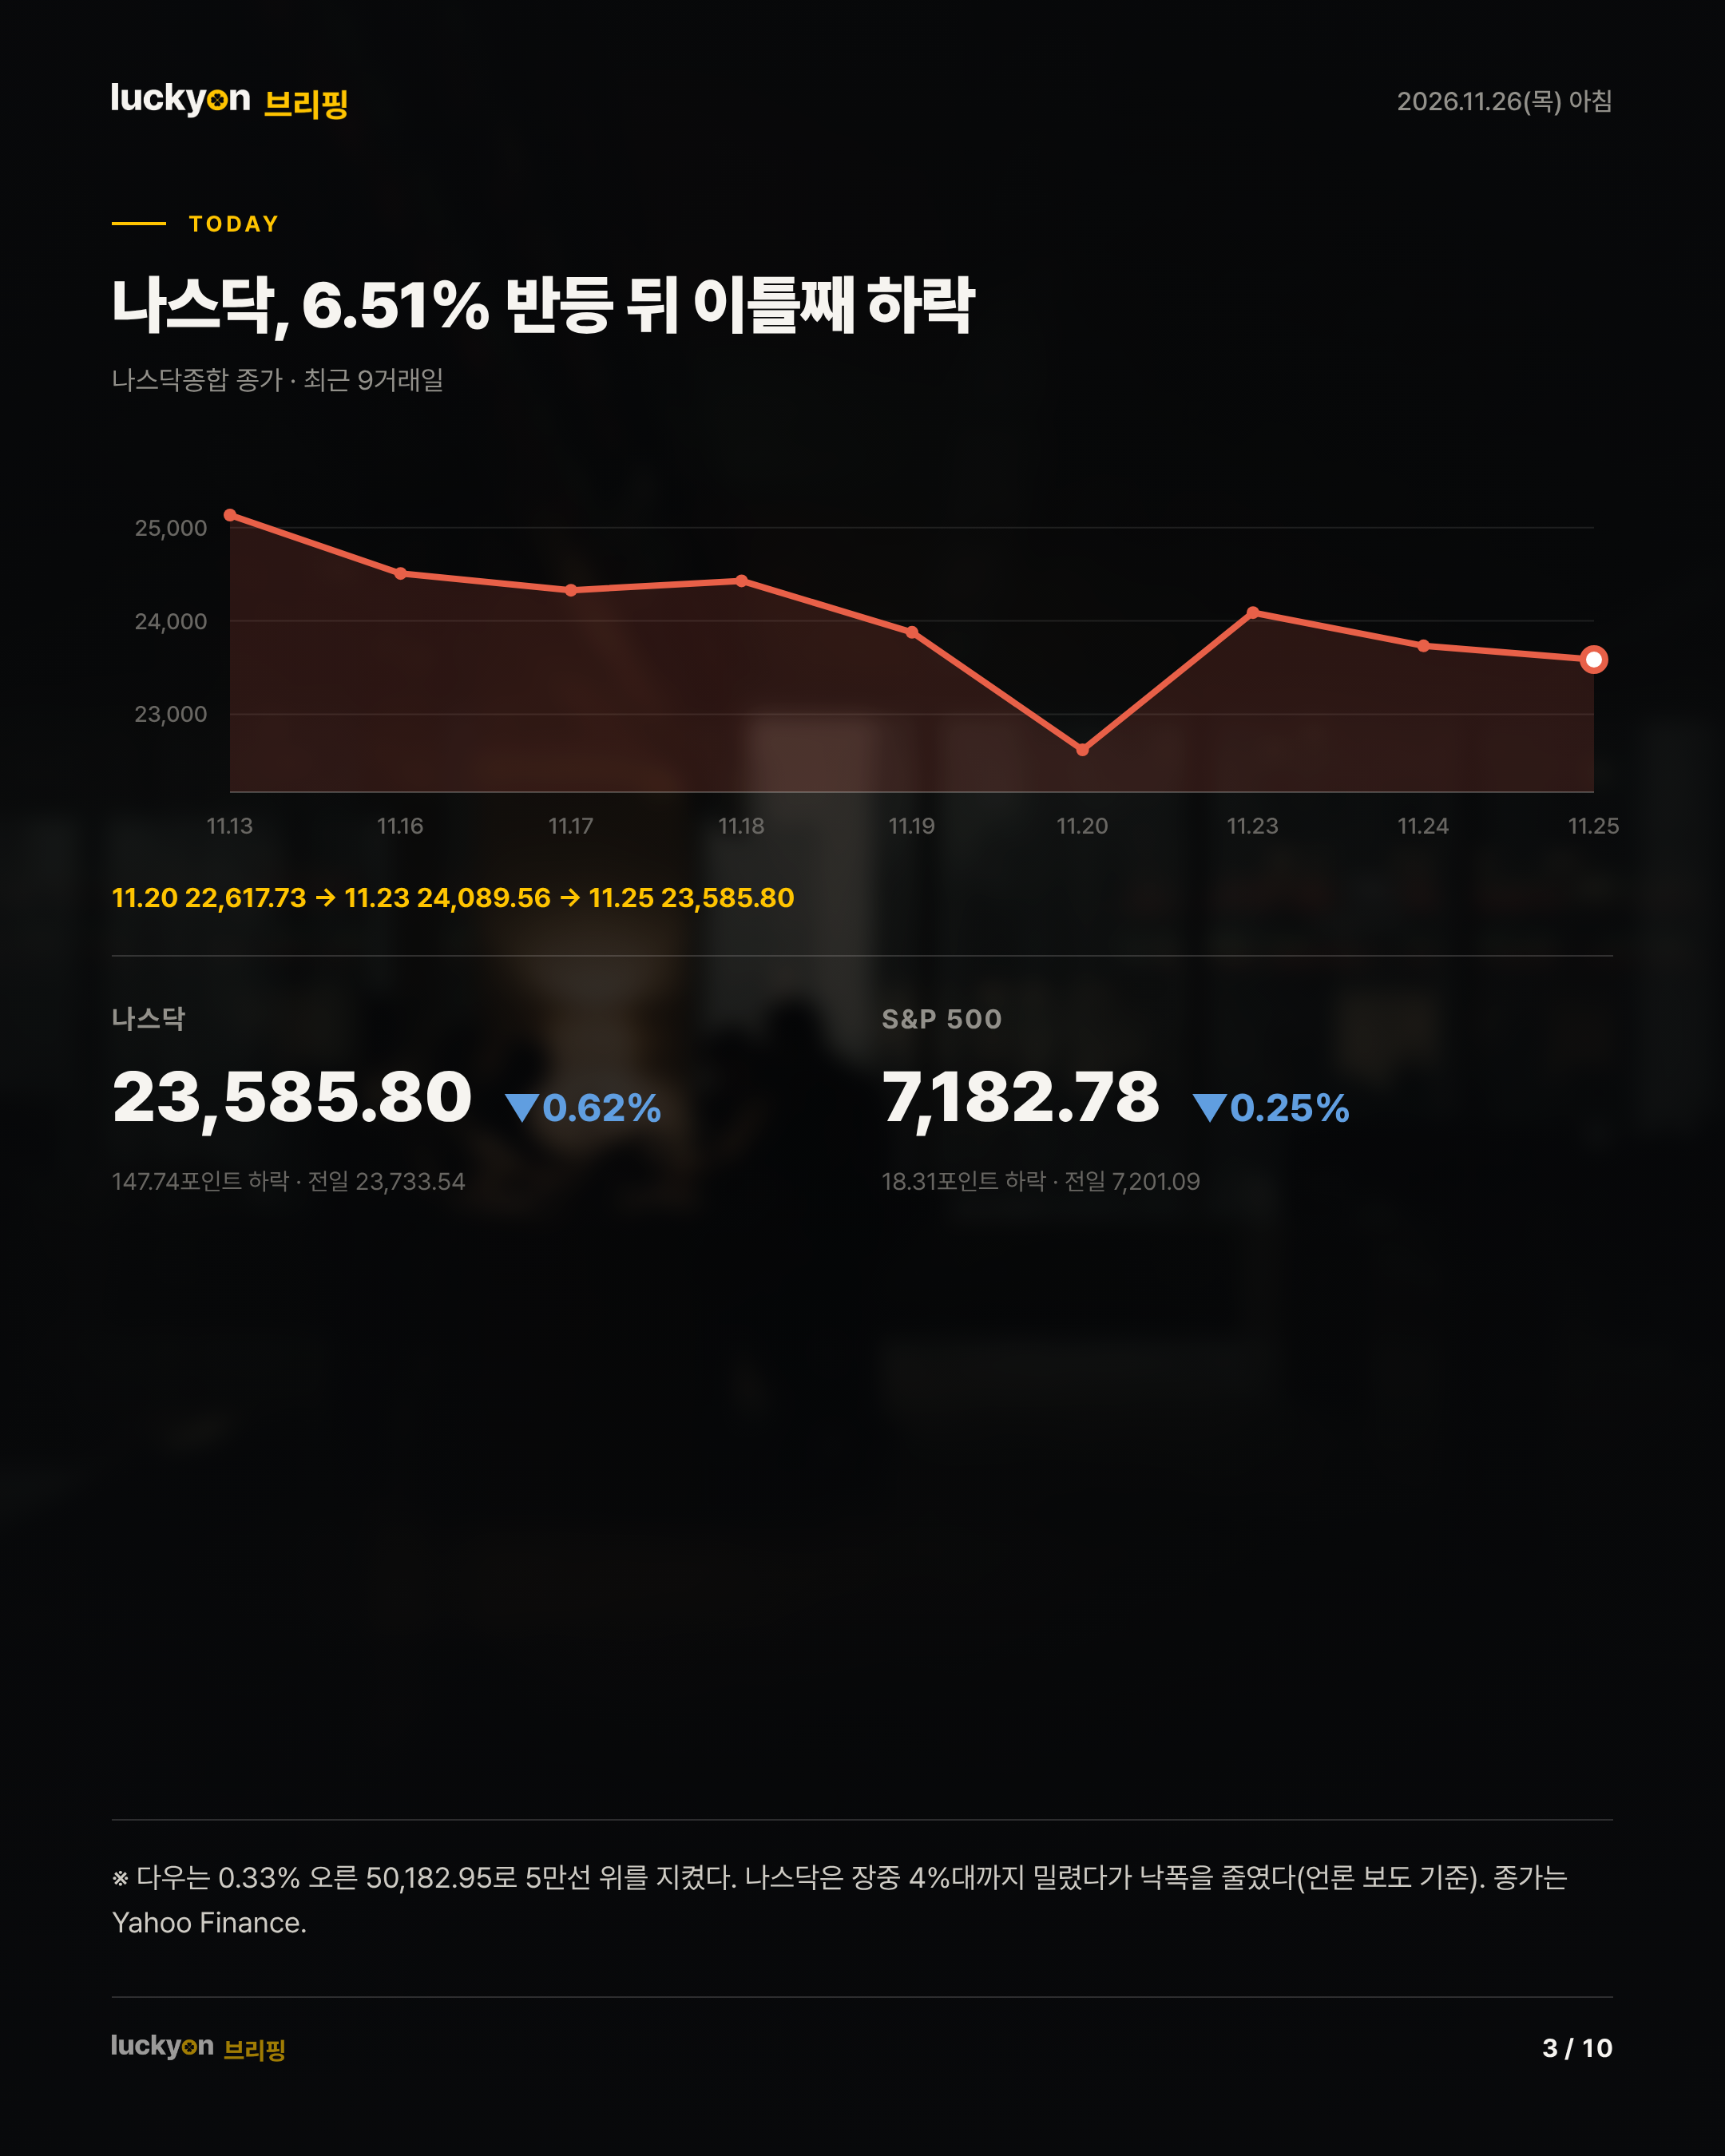 luckyon 브리핑
2026.11.26(목) 아침
TODAY
나스닥, 6.51% 반등 뒤 이틀째 하락
나스닥종합 종가 · 최근 9거래일
25,000
24,000
23,000
11.13 11.16 11.17 11.18 11.19 11.20 11.23 11.24 11.25
11.20 22,617.73 → 11.23 24,089.56 → 11.25 23,585.80
나스닥
23,585.80 ▼0.62%
147.74포인트 하락 · 전일 23,733.54
S&P 500
7,182.78 ▼0.25%
18.31포인트 하락 · 전일 7,201.09
※ 다우는 0.33% 오른 50,182.95로 5만선 위를 지켰다. 나스닥은 장중 4%대까지 밀렸다가 낙폭을 줄였다(언론 보도 기준). 종가는
Yahoo Finance.
luckyon 브리핑
3 / 10